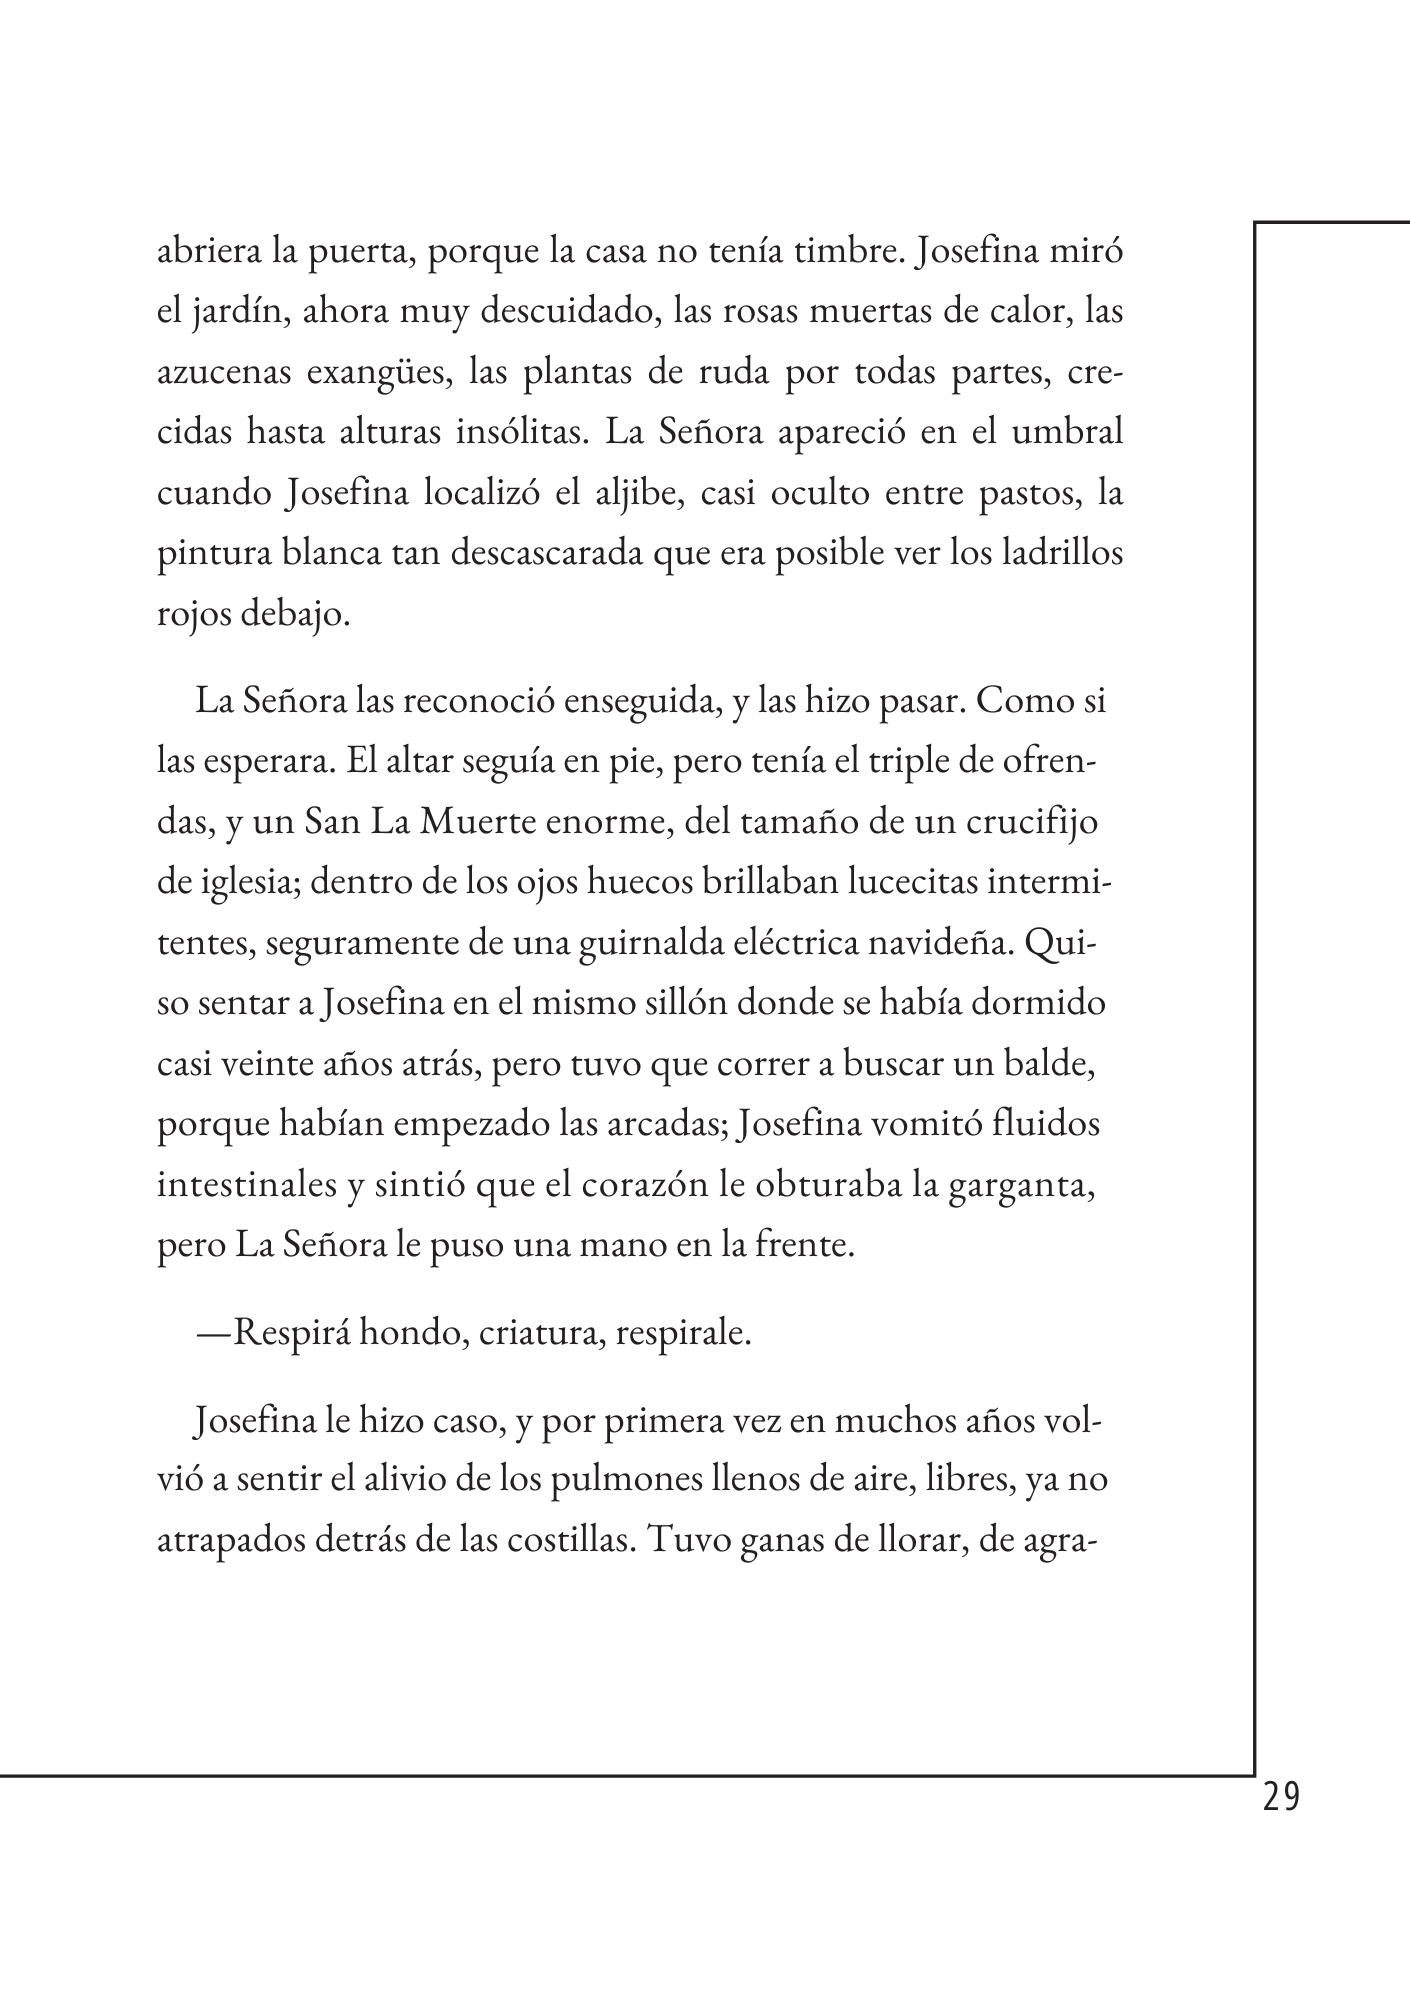 abriera la puerta, porque la casa no tenía timbre. Josefina miró
el jardín, ahora muy descuidado, las rosas muertas de calor, las
azucenas exangües, las plantas de ruda por todas partes, cre-
cidas hasta alturas insólitas. La Señora apareció en el umbral
cuando Josefina localizó el aljibe, casi oculto entre pastos, la
pintura blanca tan descascarada que era posible ver los ladrillos
rojos debajo.
La Señora las reconoció enseguida, y las hizo pasar. Como si
las esperara. El altar seguía en pie, pero tenía el triple de ofren-
das, y un San La Muerte enorme, del tamaño de un crucifijo
de iglesia; dentro de los ojos huecos brillaban lucecitas intermi-
tentes, seguramente de una guirnalda eléctrica navideña. Qui-
so sentar a Josefina en el mismo sillón donde se había dormido
casi veinte años atrás, pero tuvo que correr a buscar un balde,
porque habían empezado las arcadas; Josefina vomitó fluidos
intestinales y sintió que el corazón le obturaba la garganta,
pero La Señora le puso una mano en la frente.
—Respirá hondo, criatura, respirale.
Josefina le hizo caso, y por primera vez en muchos años vol-
vió a sentir el alivio de los pulmones llenos de aire, libres, ya no
atrapados detrás de las costillas. Tuvo ganas de llorar, de agra-
29